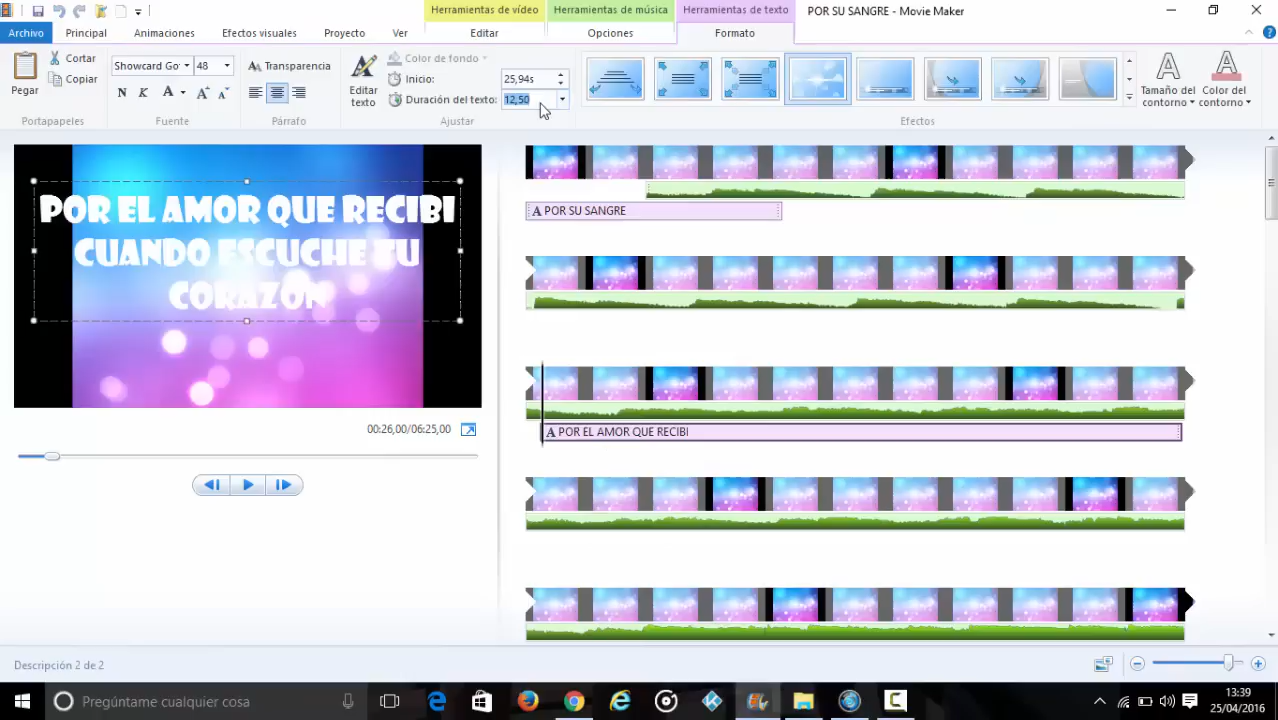 Herramientas de vídeo
Herramientas de música
Herramientas de texto
POR SU SANGRE - Movie Maker
Archivo
Principal
Animaciones
Efectos visuales
Proyecto
Ver
Editar
Opciones
Formato
Pegar
Cortar
Copiar
Portapapeles
Showcard Go
48
N K A A A
Fuente
Transparencia
Párrafo
Editar
texto
Color de fondo
Inicio:
25,94s
Duración del texto:
12,50
Ajustar
Efectos
Tamaño del
contorno
Color del
contorno
POR EL AMOR QUE RECIBI
CUANDO ESCUCHE TU
CORAZON
00:26,00/06:25,00
A POR SU SANGRE
A POR EL AMOR QUE RECIBI
Descripción 2 de 2
Pregúntame cualquier cosa
13:39
25/04/2016